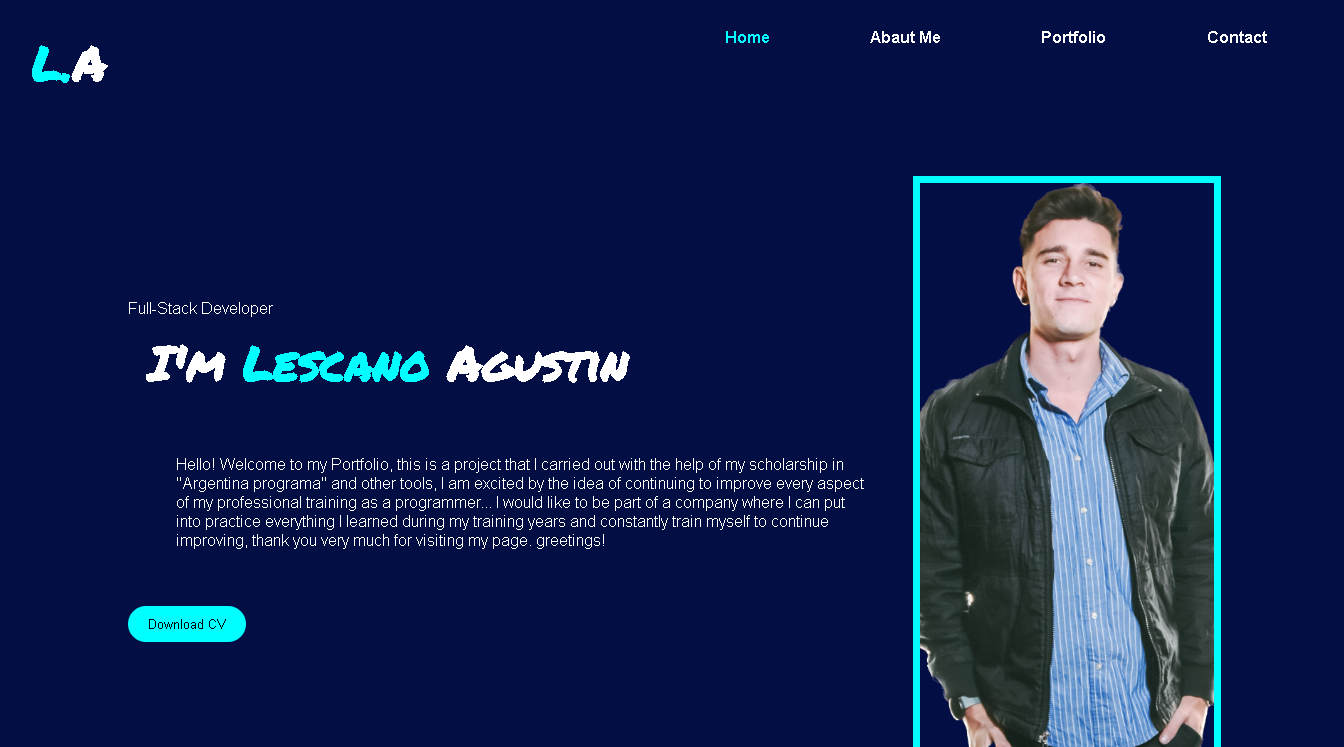 L.A
Home
Abaut Me
Portfolio
Contact
Full-Stack Developer
I'm Lescano Agustin
Hello! Welcome to my Portfolio, this is a project that I carried out with the help of my scholarship in
"Argentina programa" and other tools, I am excited by the idea of continuing to improve every aspect
of my professional training as a programmer... I would like to be part of a company where I can put
into practice everything I learned during my training years and constantly train myself to continue
improving, thank you very much for visiting my page. greetings!
Download CV